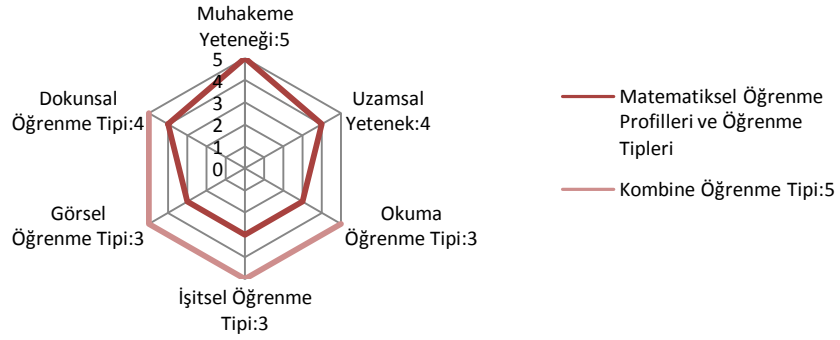 Muhakeme
Yeteneği:5
5
4
3
2
1
0
Uzamsal
Yetenek:4
Okuma
Öğrenme Tipi:3
İşitsel Öğrenme
Tipi:3
Görsel
Öğrenme Tipi:3
Dokunsal
Öğrenme Tipi:4
Matematiksel Öğrenme
Profilleri ve Öğrenme
Tipleri
Kombine Öğrenme Tipi:5